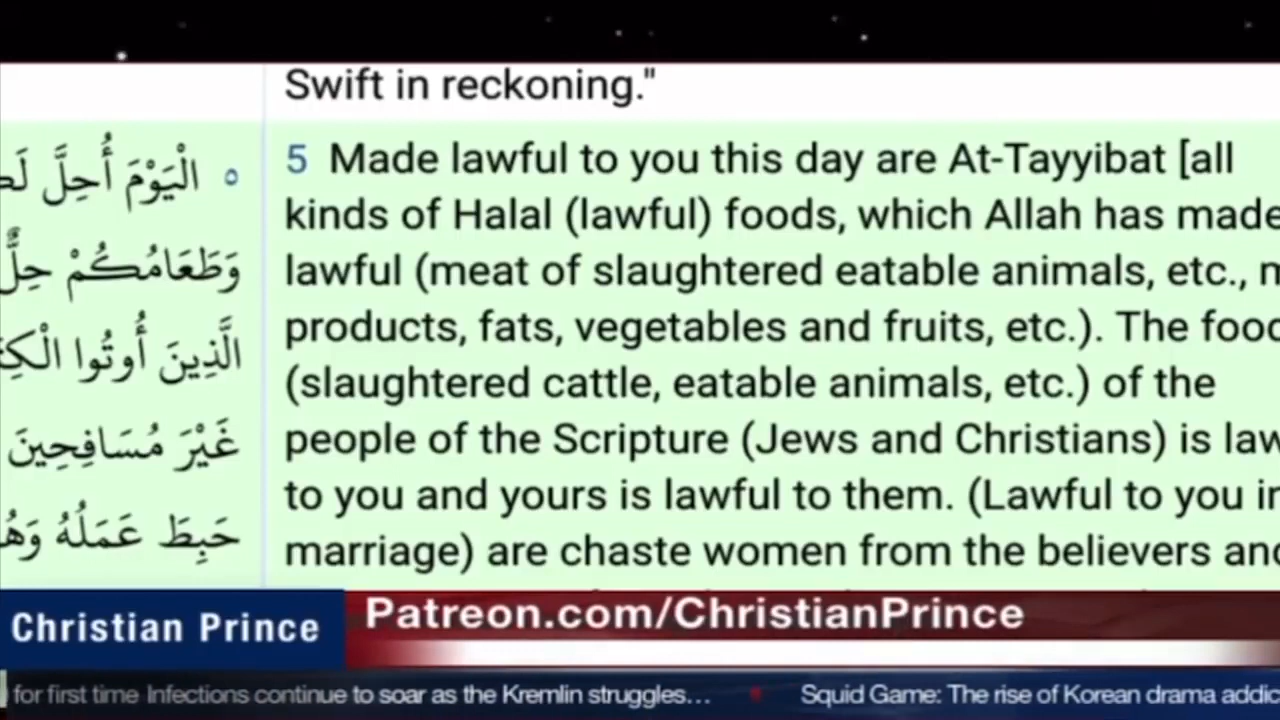 Swift in reckoning."
5 Made lawful to you this day are At-Tayyibat [all
kinds of Halal (lawful) foods, which Allah has made
lawful (meat of slaughtered eatable animals, etc.,
products, fats, vegetables and fruits, etc.). The
(slaughtered cattle, eatable animals, etc.) of the
people of the Scripture (Jews and Christians) is
to you and yours is lawful to them. (Lawful to you
marriage) are chaste women from the believers
٥ الْيَوْمَ أُحِلَّ
وَطَعَامُكُمْ حِلٌّ
الَّذِينَ أُوتُوا
غَيْرَ مُسَافِحِينَ
حَبِطَ عَمَلُهُ
Christian Prince
Patreon.com/ChristianPrince
for first time Infections continue to soar as the Kremlin struggles... Squid Game: The rise of Korean drama